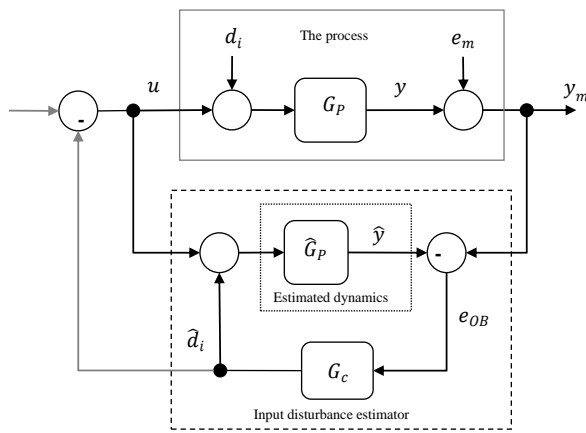 The process
d_i
e_m
u
G_P
y
y_m
-
Ĝ_P
ŷ
-
Estimated dynamics
e_OB
d̂_i
G_c
Input disturbance estimator